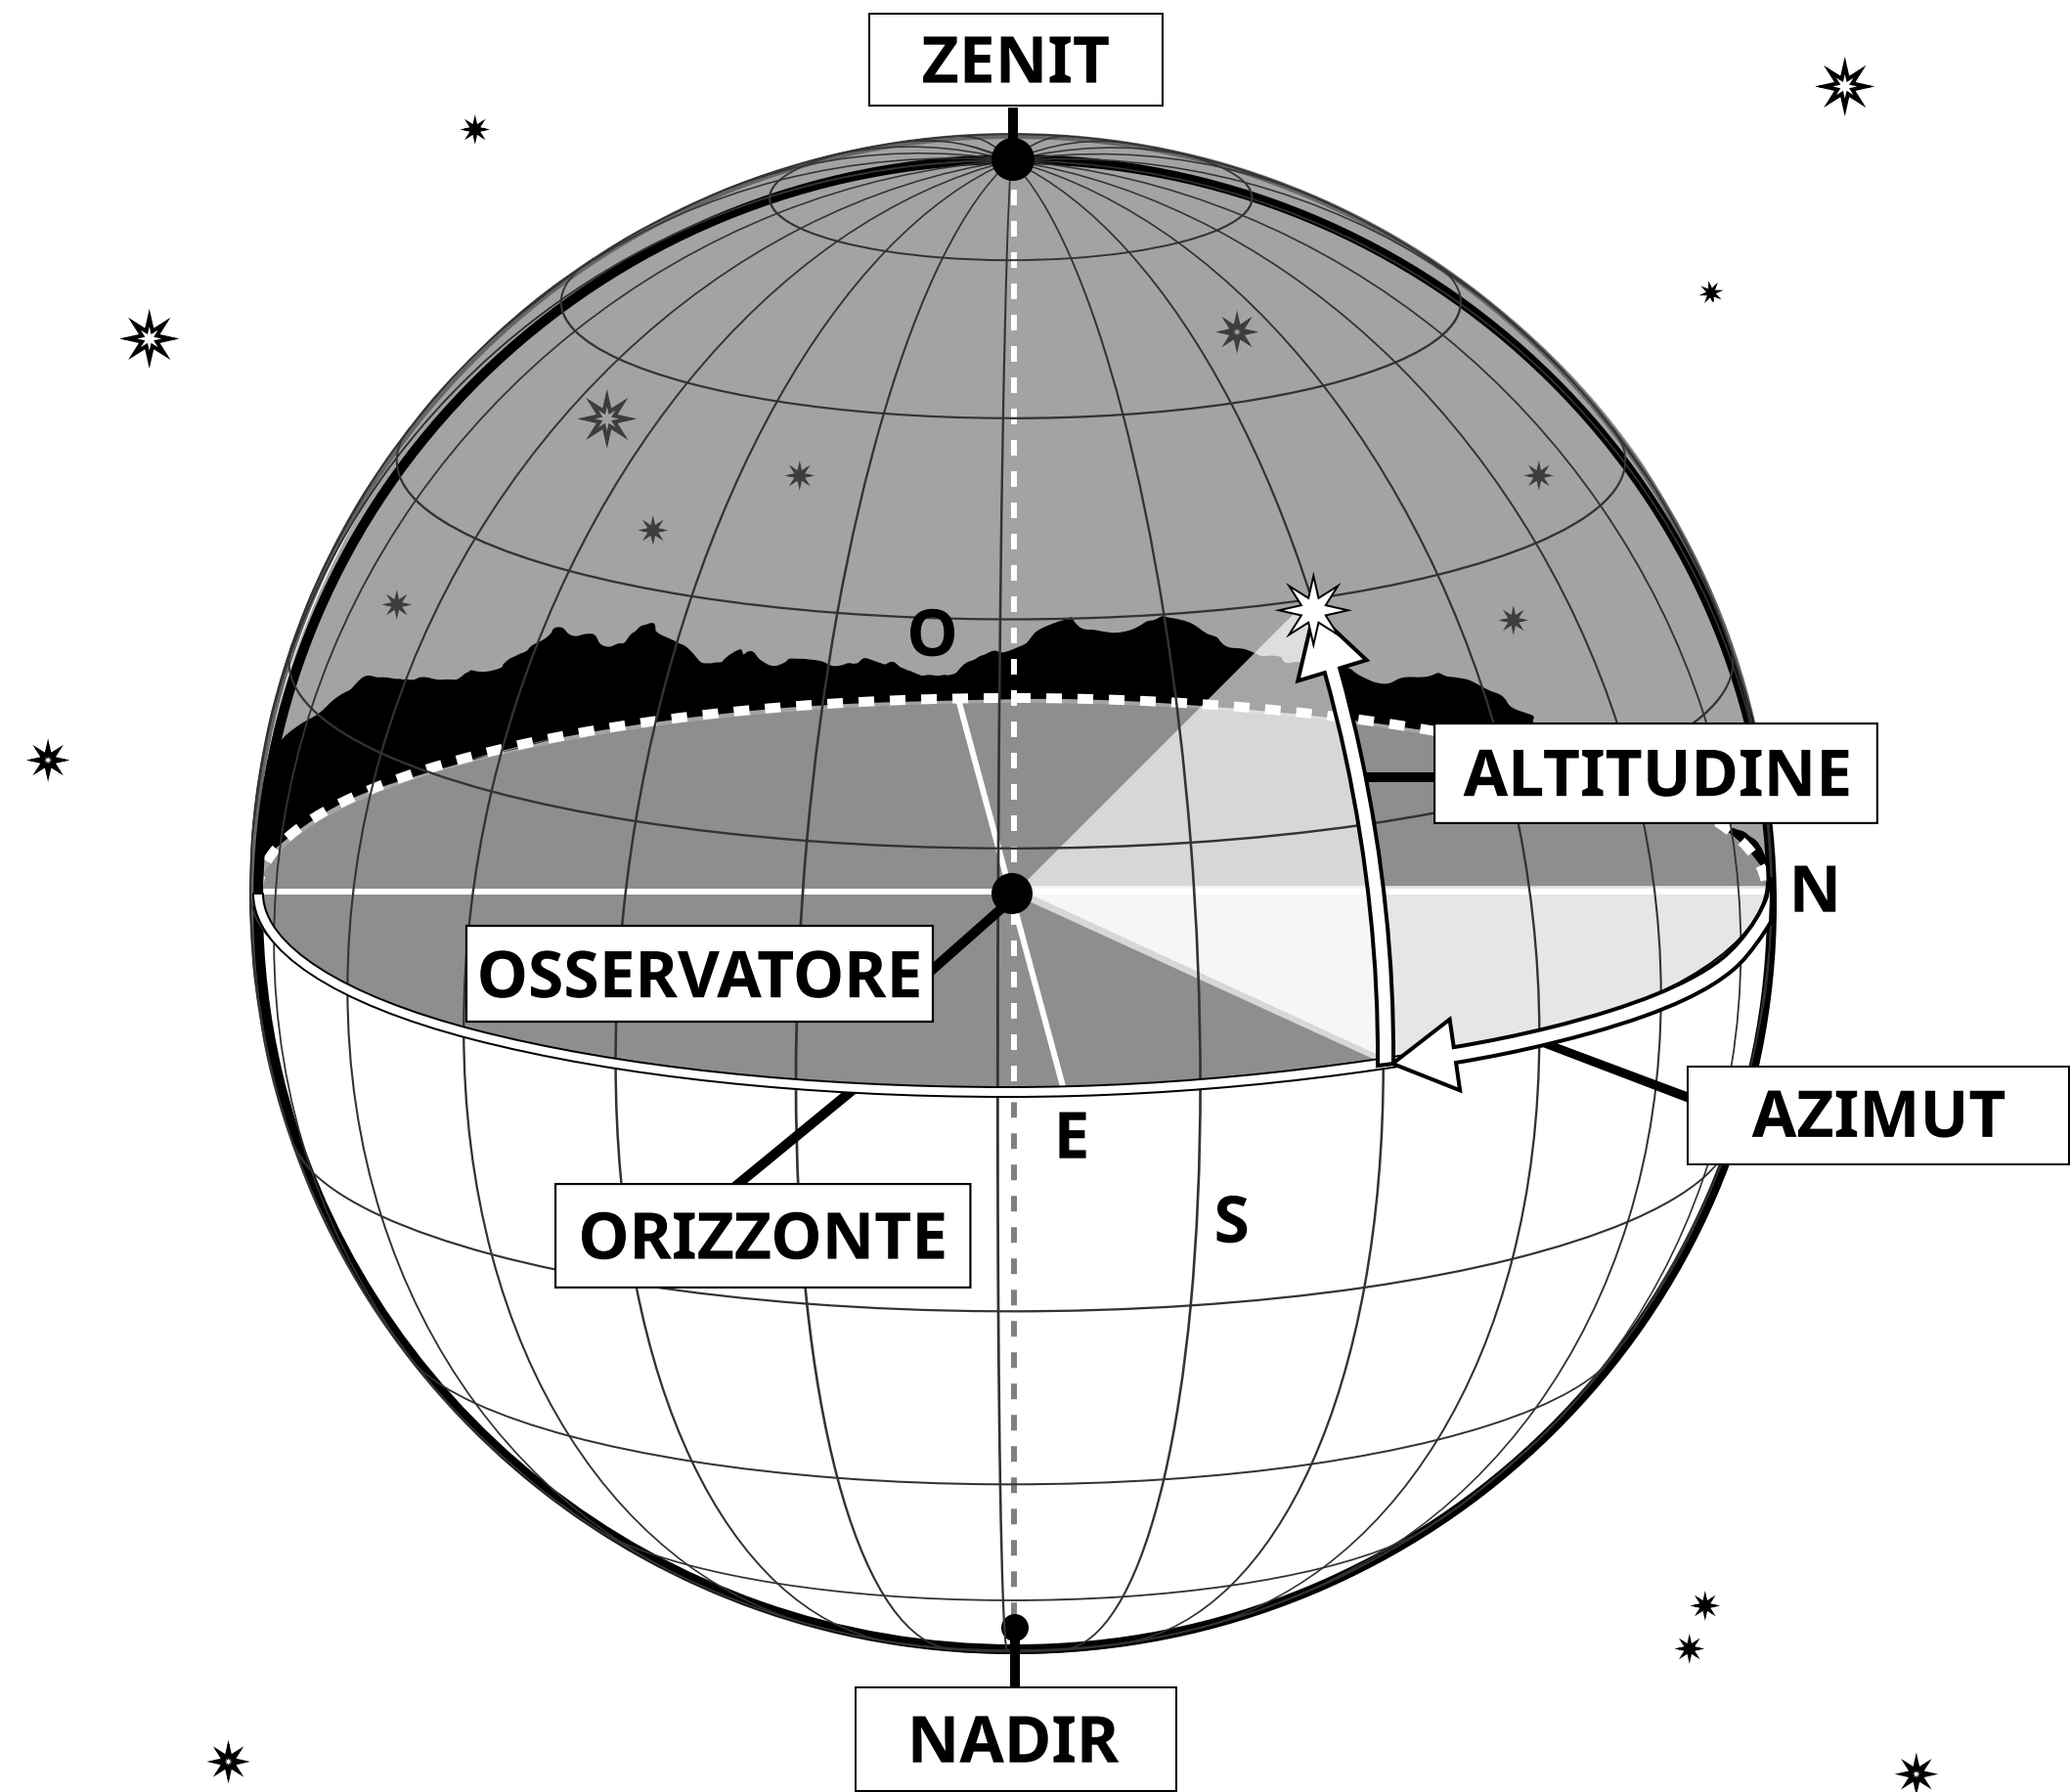 ZENIT
O
ALTITUDINE
N
OSSERVATORE
AZIMUT
E
S
ORIZZONTE
NADIR